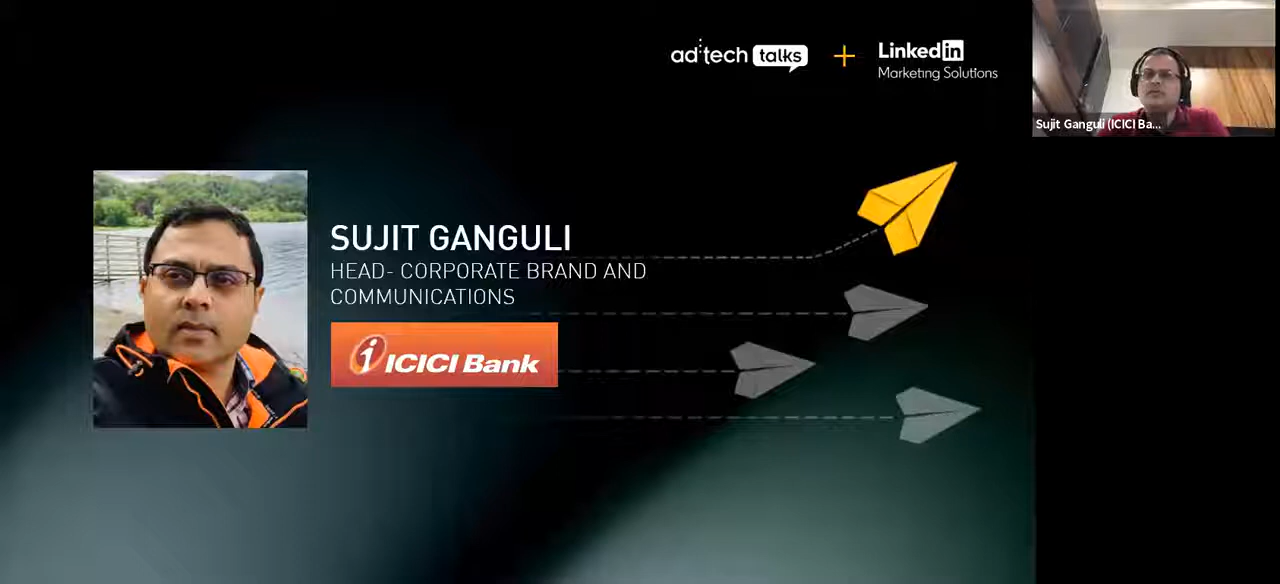 ad:tech talks + LinkedIn
Marketing Solutions
Sujit Ganguli (ICICI Ba...
SUJIT GANGULI
HEAD- CORPORATE BRAND AND
COMMUNICATIONS
i ICICI Bank